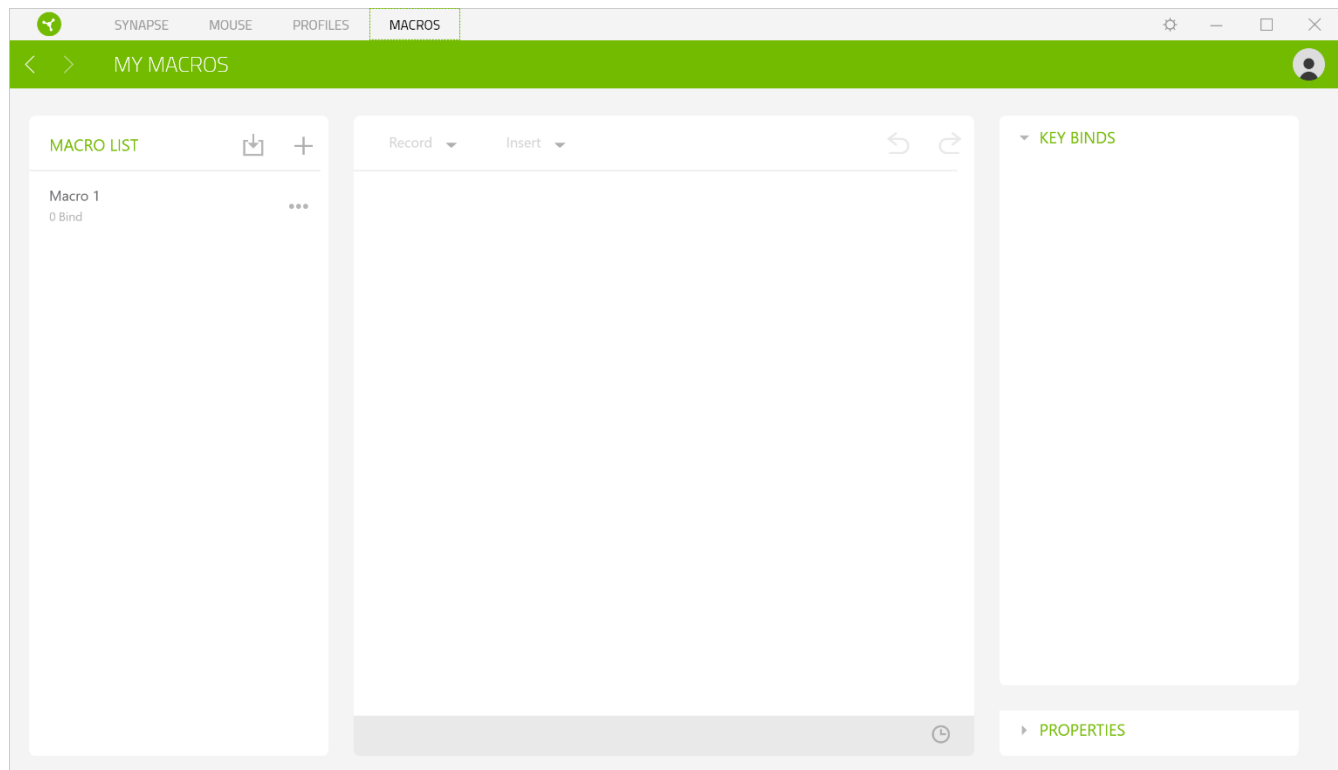 SYNAPSE MOUSE PROFILES MACROS
MY MACROS
MACRO LIST
Macro 1
0 Bind
Record Insert
KEY BINDS
PROPERTIES